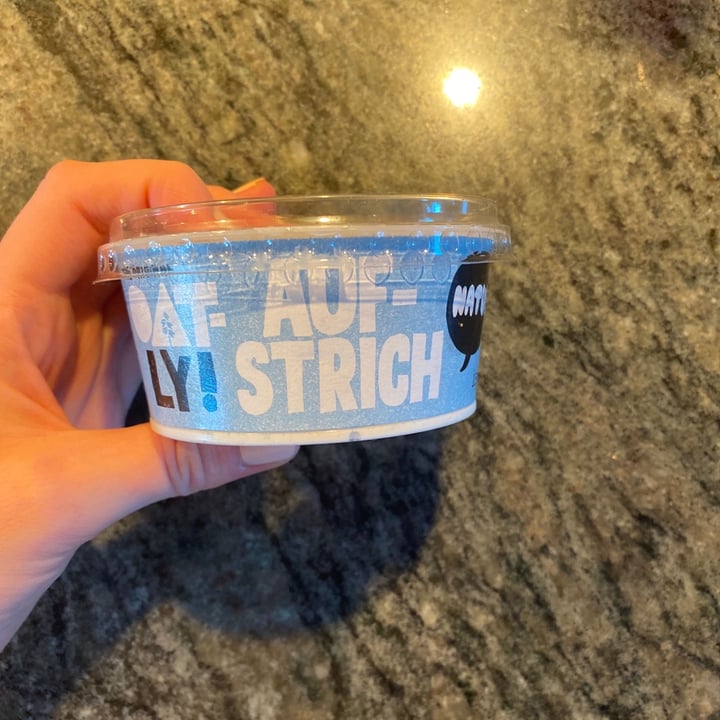 OAT-
LY!
AUF-
STRICH